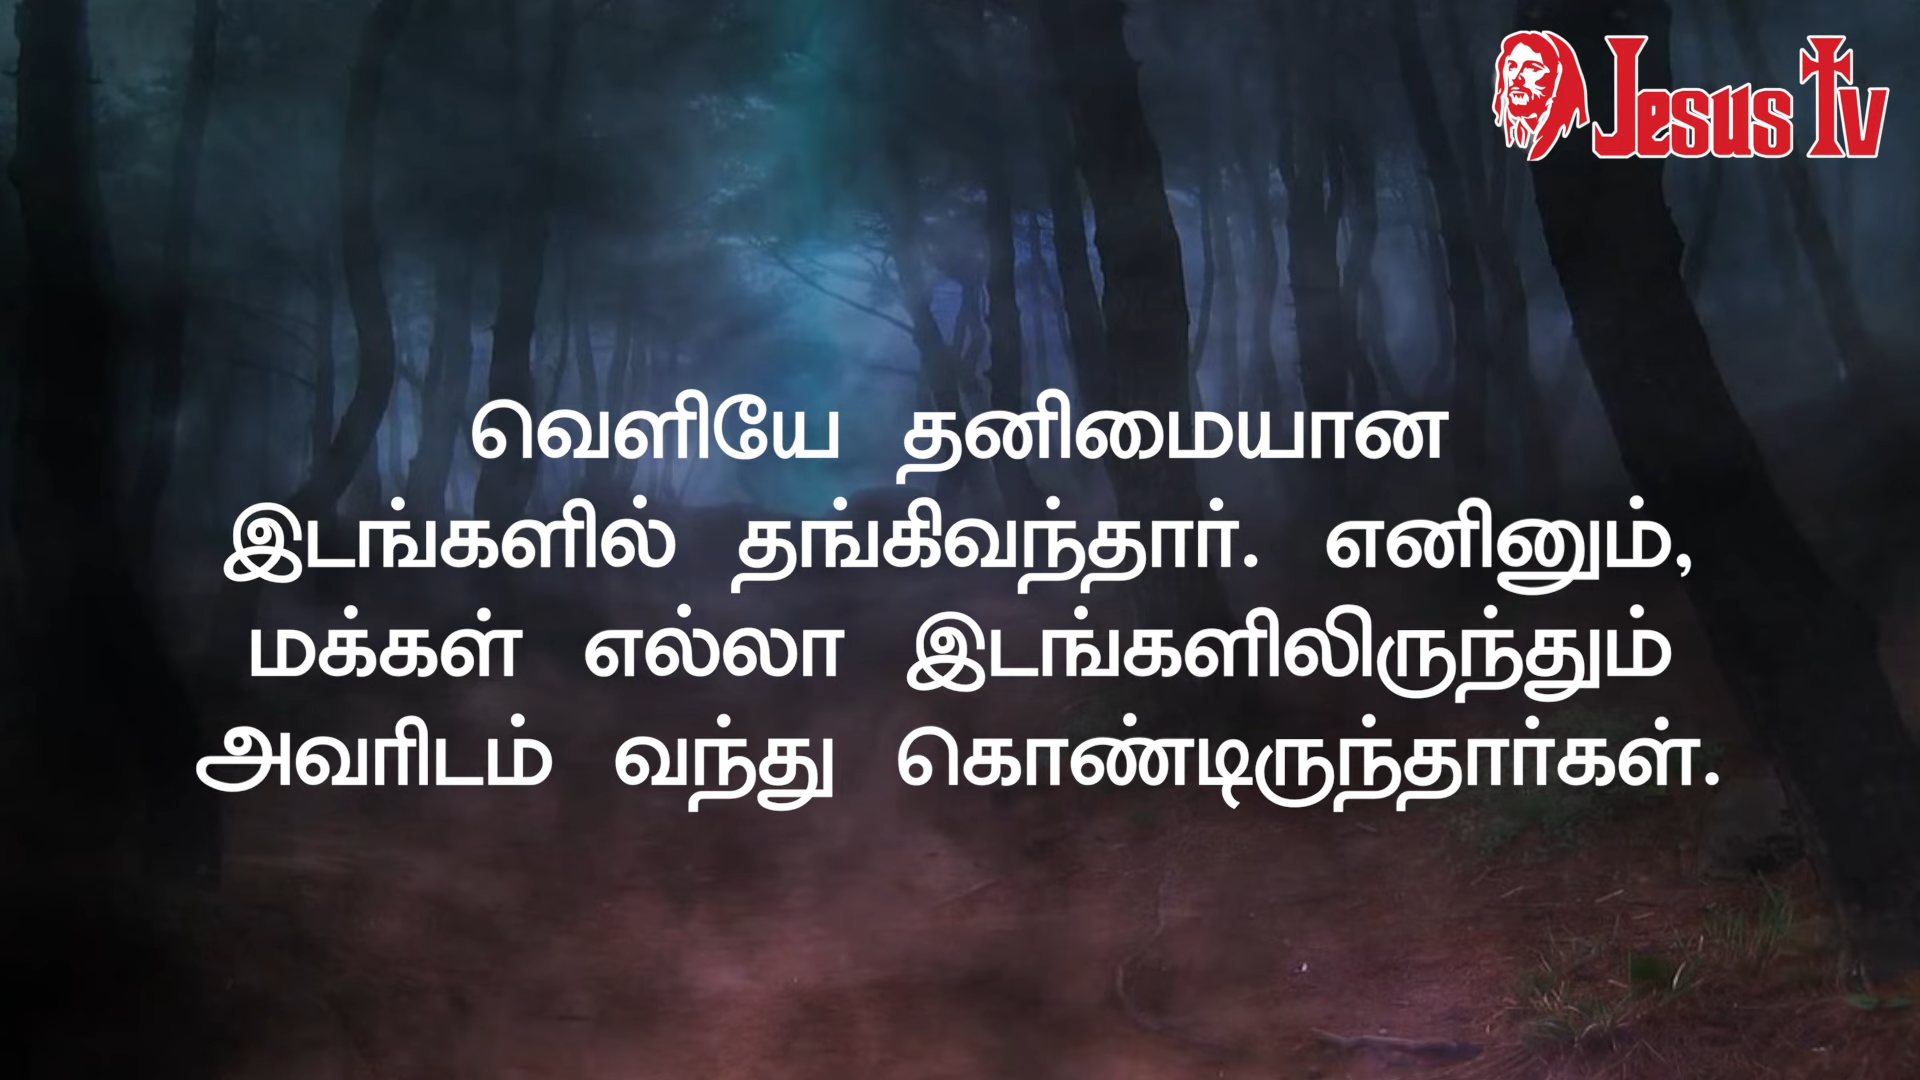 Jesus Tv
வெளியே தனிமையான
இடங்களில் தங்கிவந்தார். எனினும்,
மக்கள் எல்லா இடங்களிலிருந்தும்
அவரிடம் வந்து கொண்டிருந்தார்கள்.